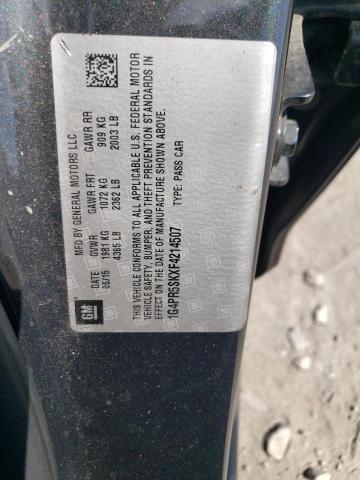 GM
MFD BY GENERAL MOTORS LLC
DATE GVWR GAWR FRT GAWR RR
06/15 1981 KG 1072 KG 909 KG
4365 LB 2362 LB 2003 LB
THIS VEHICLE CONFORMS TO ALL APPLICABLE U.S. FEDERAL MOTOR
VEHICLE SAFETY, BUMPER, AND THEFT PREVENTION STANDARDS IN
EFFECT ON THE DATE OF MANUFACTURE SHOWN ABOVE.
1G4PR5SKXF4214507 TYPE: PASS CAR